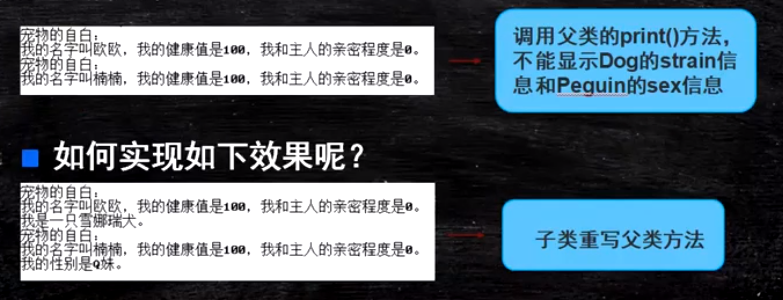 宠物的自白：
我的名字叫欧欧，我的健康值是100，我和主人的亲密程度是0。
宠物的自白：
我的名字叫楠楠，我的健康值是100，我和主人的亲密程度是0。
调用父类的print()方法，
不能显示Dog的strain信
息和Peguin的sex信息
如何实现如下效果呢？
宠物的自白：
我的名字叫欧欧，我的健康值是100，我和主人的亲密程度是0。
我是一只雪娜瑞犬。
宠物的自白：
我的名字叫楠楠，我的健康值是100，我和主人的亲密程度是0。
我的性别是Q妹。
子类重写父类方法